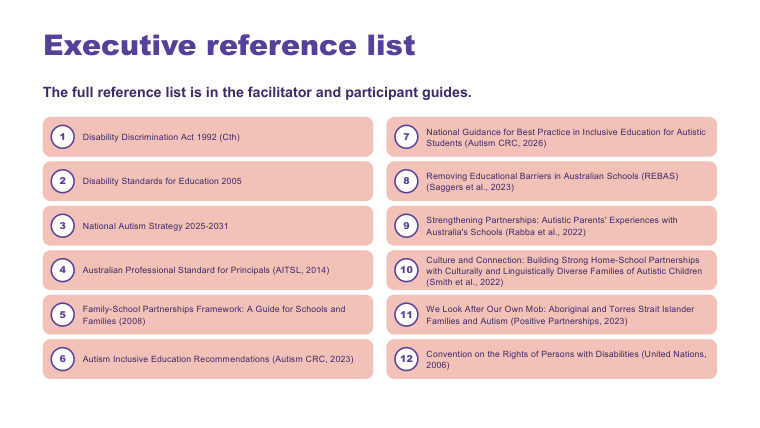 Executive reference list
The full reference list is in the facilitator and participant guides.
1
Disability Discrimination Act 1992 (Cth)
2
Disability Standards for Education 2005
3
National Autism Strategy 2025-2031
4
Australian Professional Standard for Principals (AITSL, 2014)
5
Family-School Partnerships Framework: A Guide for Schools and
Families (2008)
6
Autism Inclusive Education Recommendations (Autism CRC, 2023)
7
National Guidance for Best Practice in Inclusive Education for Autistic
Students (Autism CRC, 2026)
8
Removing Educational Barriers in Australian Schools (REBAS)
(Saggers et al., 2023)
9
Strengthening Partnerships: Autistic Parents' Experiences with
Australia's Schools (Rabba et al., 2022)
10
Culture and Connection: Building Strong Home-School Partnerships
with Culturally and Linguistically Diverse Families of Autistic Children
(Smith et al., 2022)
11
We Look After Our Own Mob: Aboriginal and Torres Strait Islander
Families and Autism (Positive Partnerships, 2023)
12
Convention on the Rights of Persons with Disabilities (United Nations,
2006)